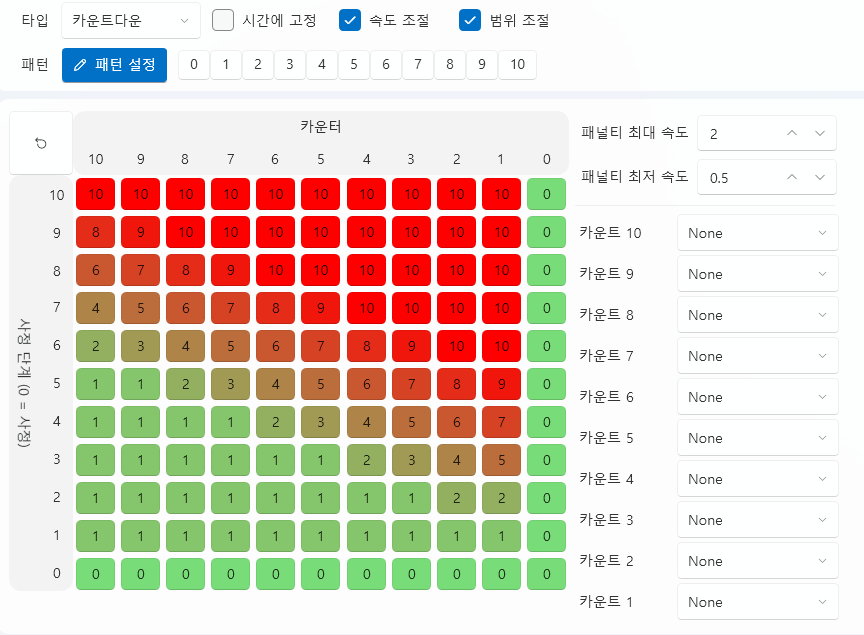 타입 카운트다운 시간에 고정 속도 조절 범위 조절
패턴 패턴 설정 0 1 2 3 4 5 6 7 8 9 10
카운터
10 9 8 7 6 5 4 3 2 1 0
사정 단계 (0 = 사정)
10 10 10 10 10 10 10 10 10 10 10 0
9 8 9 10 10 10 10 10 10 10 10 0
8 6 7 8 9 10 10 10 10 10 10 0
7 4 5 6 7 8 9 10 10 10 10 0
6 2 3 4 5 6 7 8 9 10 10 0
5 1 1 2 3 4 5 6 7 8 9 0
4 1 1 1 1 2 3 4 5 6 7 0
3 1 1 1 1 1 1 2 3 4 5 0
2 1 1 1 1 1 1 1 1 2 2 0
1 1 1 1 1 1 1 1 1 1 1 0
0 0 0 0 0 0 0 0 0 0 0 0
패널티 최대 속도 2
패널티 최저 속도 0.5
카운트 10 None
카운트 9 None
카운트 8 None
카운트 7 None
카운트 6 None
카운트 5 None
카운트 4 None
카운트 3 None
카운트 2 None
카운트 1 None